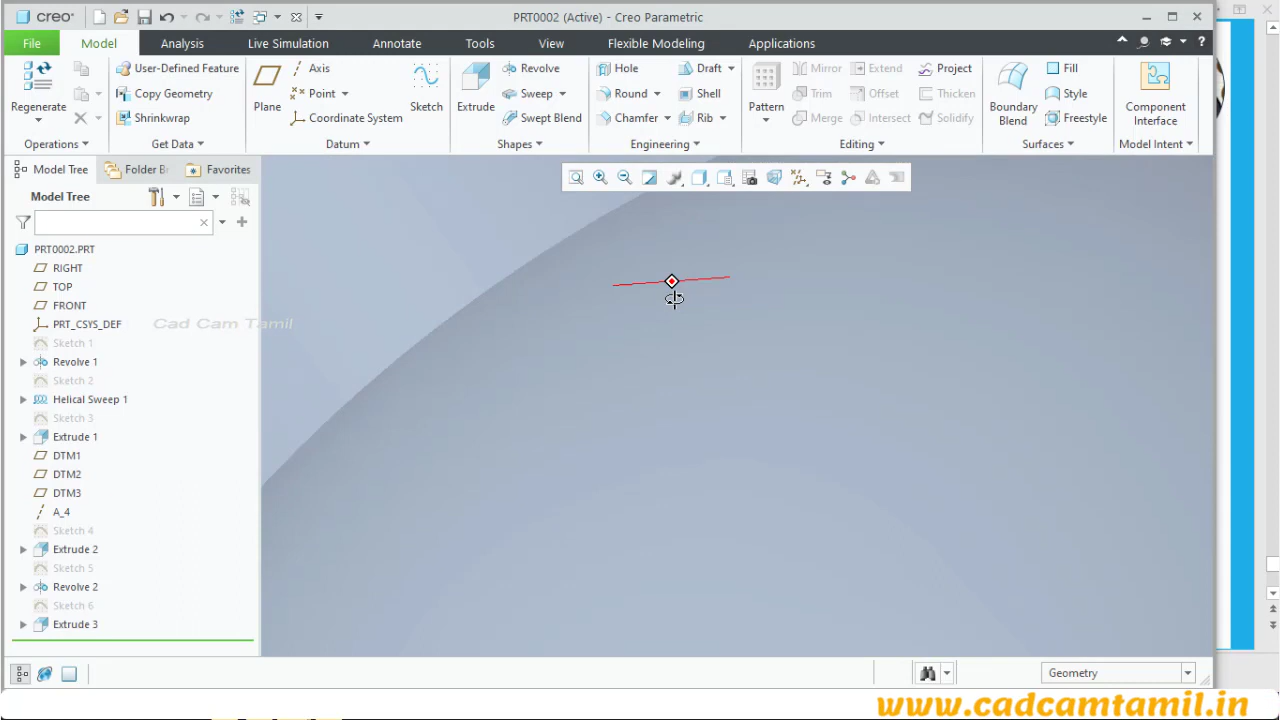 creo
PRT0002 (Active) - Creo Parametric
File
Model
Analysis
Live Simulation
Annotate
Tools
View
Flexible Modeling
Applications
Regenerate
Operations
User-Defined Feature
Copy Geometry
Shrinkwrap
Get Data
Plane
Axis
Point
Coordinate System
Sketch
Datum
Extrude
Revolve
Sweep
Swept Blend
Shapes
Hole
Round
Chamfer
Draft
Shell
Rib
Engineering
Pattern
Mirror
Trim
Merge
Extend
Offset
Intersect
Project
Thicken
Solidify
Editing
Boundary
Blend
Fill
Style
Freestyle
Surfaces
Component
Interface
Model Intent
Model Tree
Folder B
Favorites
Model Tree
PRT0002.PRT
RIGHT
TOP
FRONT
PRT_CSYS_DEF
Cad Cam Tamil
Sketch 1
Revolve 1
Sketch 2
Helical Sweep 1
Sketch 3
Extrude 1
DTM1
DTM2
DTM3
A_4
Sketch 4
Extrude 2
Sketch 5
Revolve 2
Sketch 6
Extrude 3
Geometry
www.cadcamtamil.in